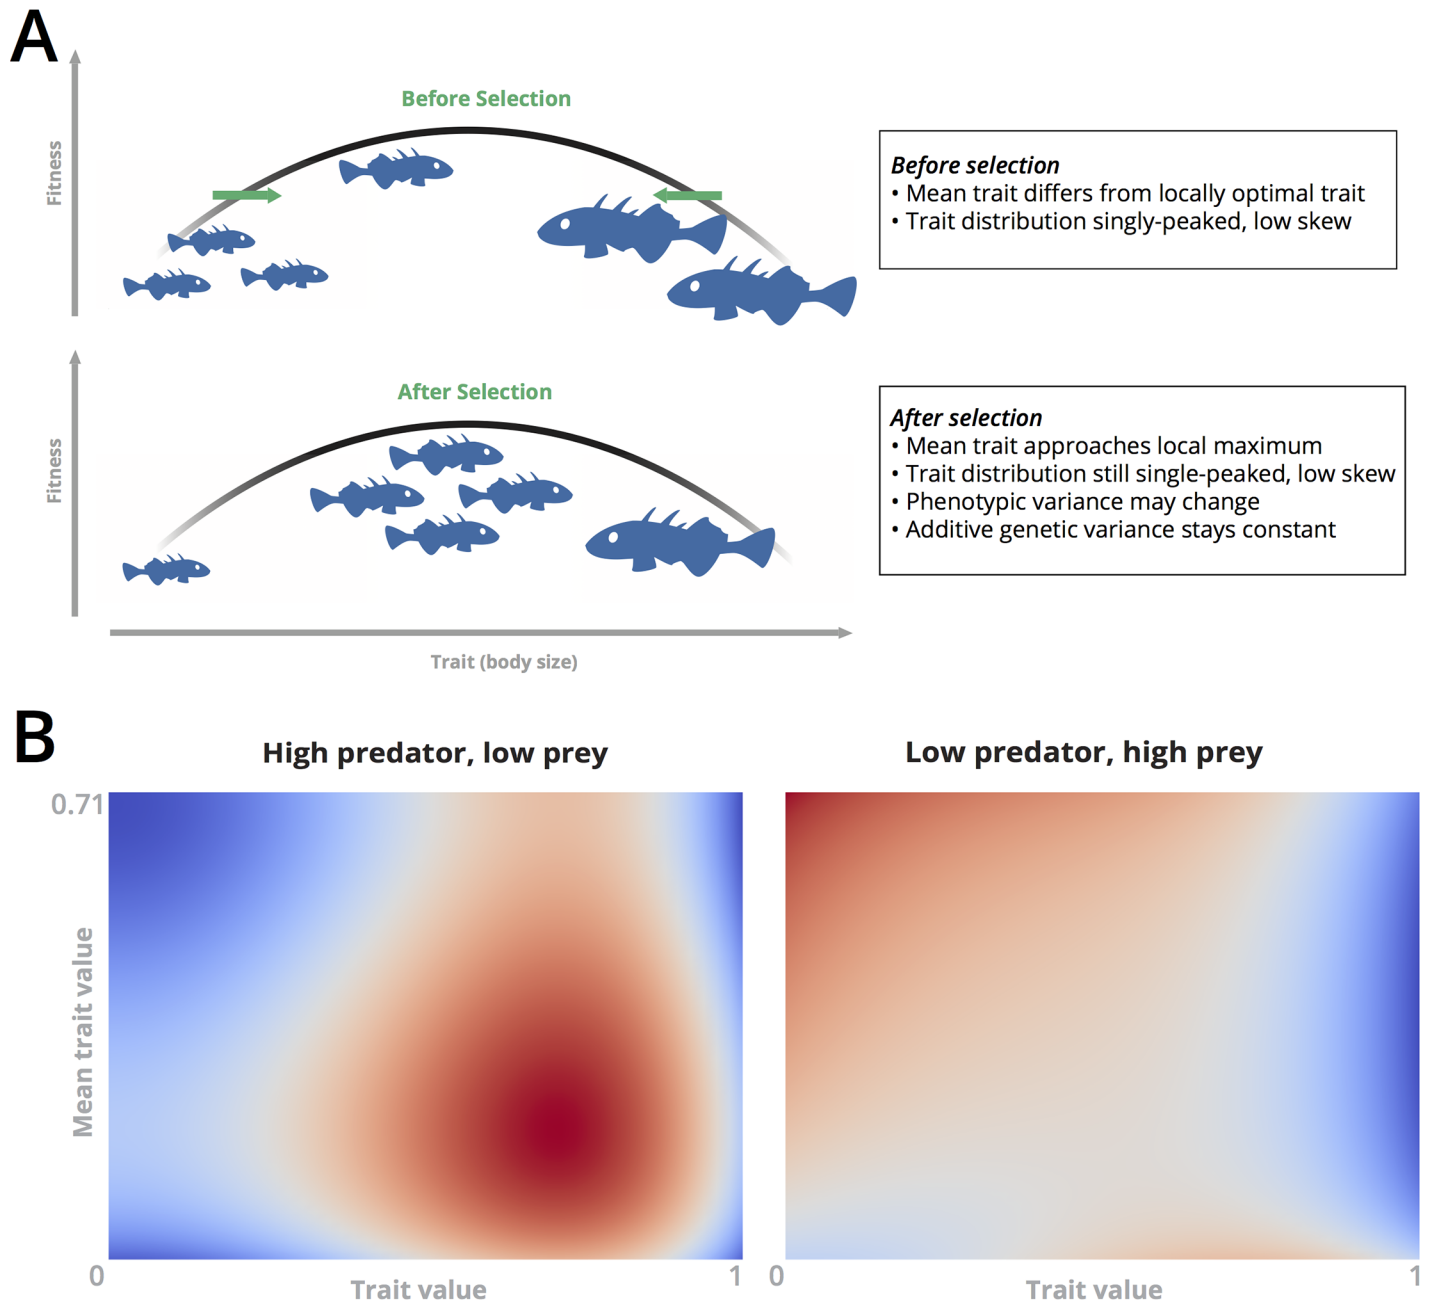 A
Fitness
Before Selection
Before selection
• Mean trait differs from locally optimal trait
• Trait distribution singly-peaked, low skew
Fitness
After Selection
After selection
• Mean trait approaches local maximum
• Trait distribution still single-peaked, low skew
• Phenotypic variance may change
• Additive genetic variance stays constant
Trait (body size)
B
High predator, low prey
Low predator, high prey
0.71
Mean trait value
0
Trait value
1
0
Trait value
1